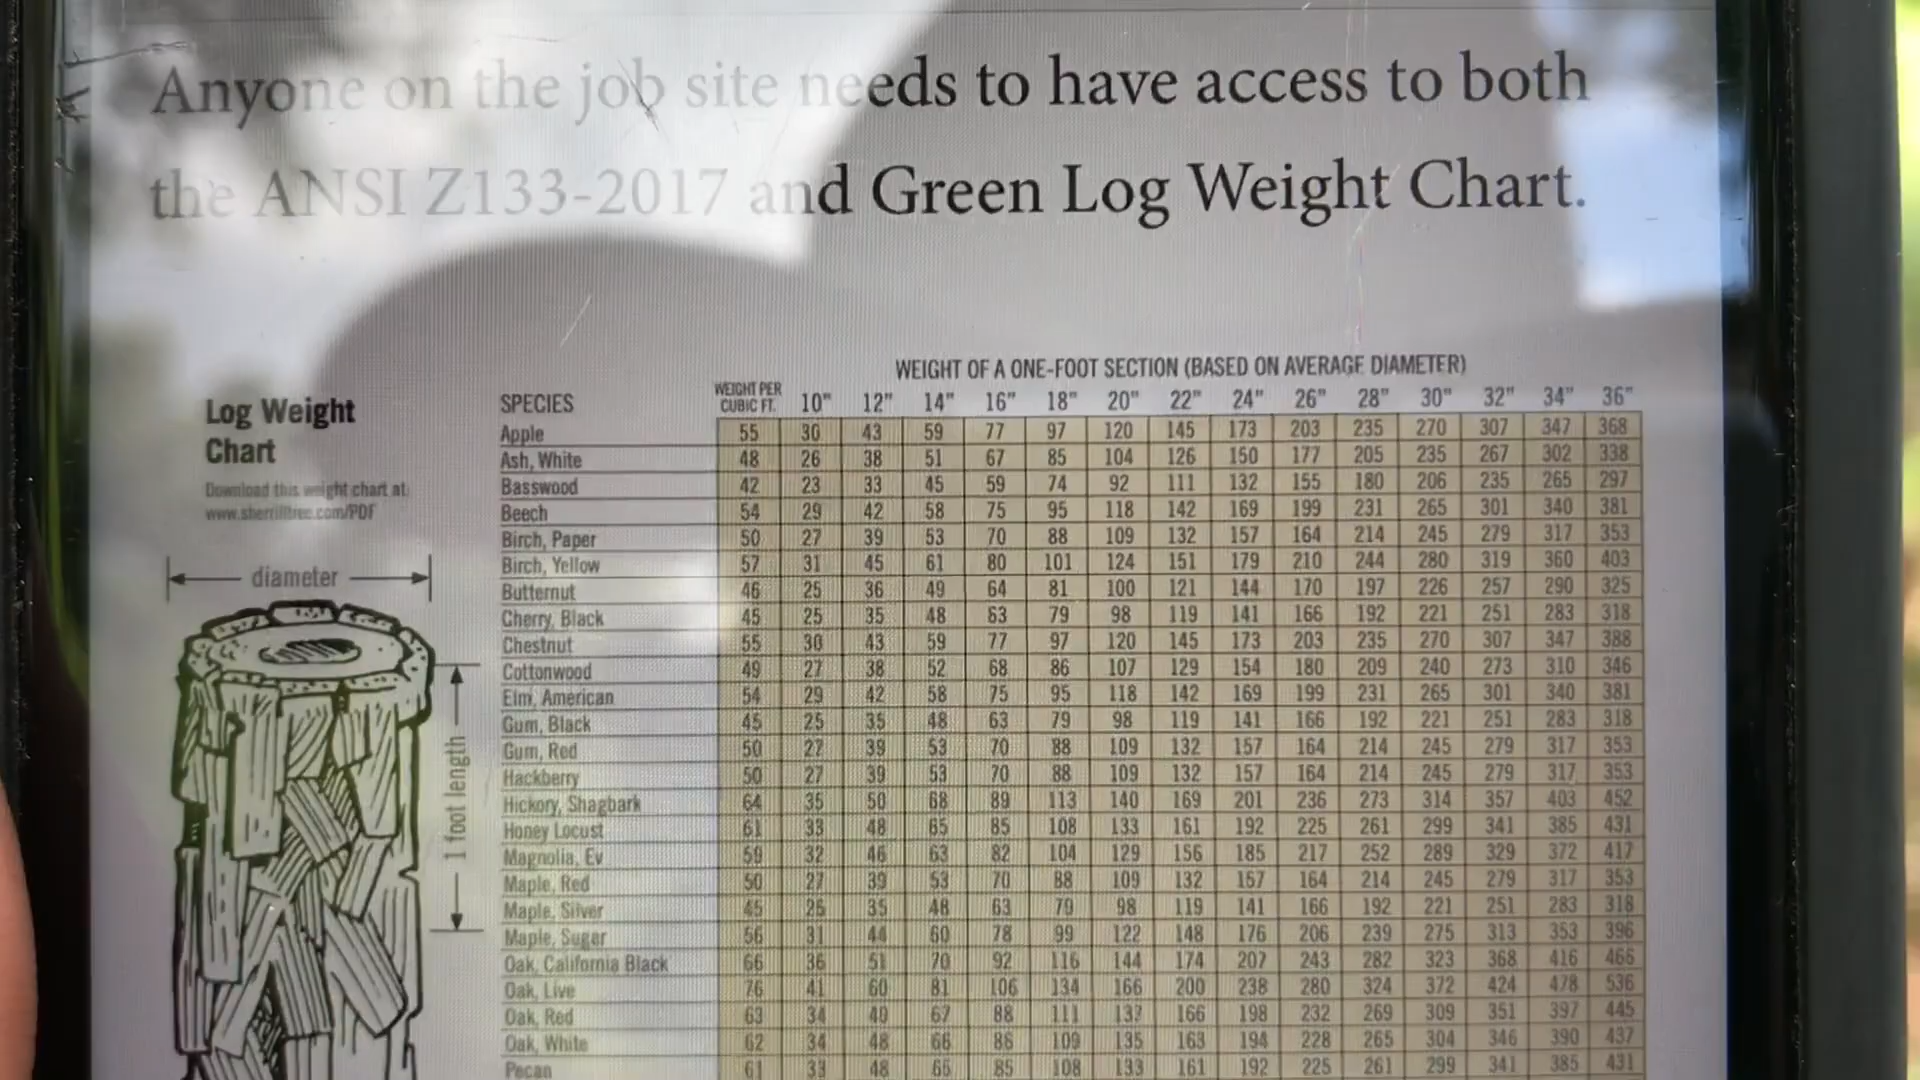 Anyone on the job site needs to have access to both
the ANSI Z133-2017 and Green Log Weight Chart.
WEIGHT OF A ONE-FOOT SECTION (BASED ON AVERAGE DIAMETER)
Log Weight
Chart
Download this weight chart at:
www.sherrilltree.com/PDF
diameter
1 foot length
SPECIES WEIGHT PER CUBIC FT. 10" 12" 14" 16" 18" 20" 22" 24" 26" 28" 30" 32" 34" 36"
Apple 55 30 43 59 77 97 120 145 173 203 235 270 307 347 368
Ash, White 48 26 38 51 67 85 104 126 150 177 205 235 267 302 338
Basswood 42 23 33 45 59 74 92 111 132 155 180 206 235 265 297
Beech 54 29 42 58 75 95 118 142 169 199 231 265 301 340 381
Birch, Paper 50 27 39 53 70 88 109 132 157 164 214 245 279 317 353
Birch, Yellow 57 31 45 61 80 101 124 151 179 210 244 280 319 360 403
Butternut 46 25 36 49 64 81 100 121 144 170 197 226 257 290 325
Cherry, Black 45 25 35 48 63 79 98 119 141 166 192 221 251 283 318
Chestnut 55 30 43 59 77 97 120 145 173 203 235 270 307 347 388
Cottonwood 49 27 38 52 68 86 107 129 154 180 209 240 273 310 346
Elm, American 54 29 42 58 75 95 118 142 169 199 231 265 301 340 381
Gum, Black 45 25 35 48 63 79 98 119 141 166 192 221 251 283 318
Gum, Red 50 27 39 53 70 88 109 132 157 164 214 245 279 317 353
Hackberry 50 27 39 53 70 88 109 132 157 164 214 245 279 317 353
Hickory, Shagbark 64 35 50 68 89 113 140 169 201 236 273 314 357 403 452
Honey Locust 61 33 48 65 85 108 133 161 192 225 261 299 341 385 431
Magnolia, Ev 59 32 46 63 82 104 129 156 185 217 252 289 329 372 417
Maple, Red 50 27 39 53 70 88 109 132 157 164 214 245 279 317 353
Maple, Silver 45 25 35 48 63 79 98 119 141 166 192 221 251 283 318
Maple, Sugar 56 31 44 60 78 99 122 148 176 206 239 275 313 353 396
Oak, California Black 66 36 51 70 92 116 144 174 207 243 282 323 368 416 466
Oak, Live 76 41 60 81 106 134 166 200 238 280 324 372 424 478 536
Oak, Red 63 34 49 67 88 111 137 166 198 232 269 309 351 397 445
Oak, White 62 34 48 66 86 109 135 163 194 228 265 304 346 390 437
Pecan 61 33 48 65 85 108 133 161 192 225 261 299 341 385 431